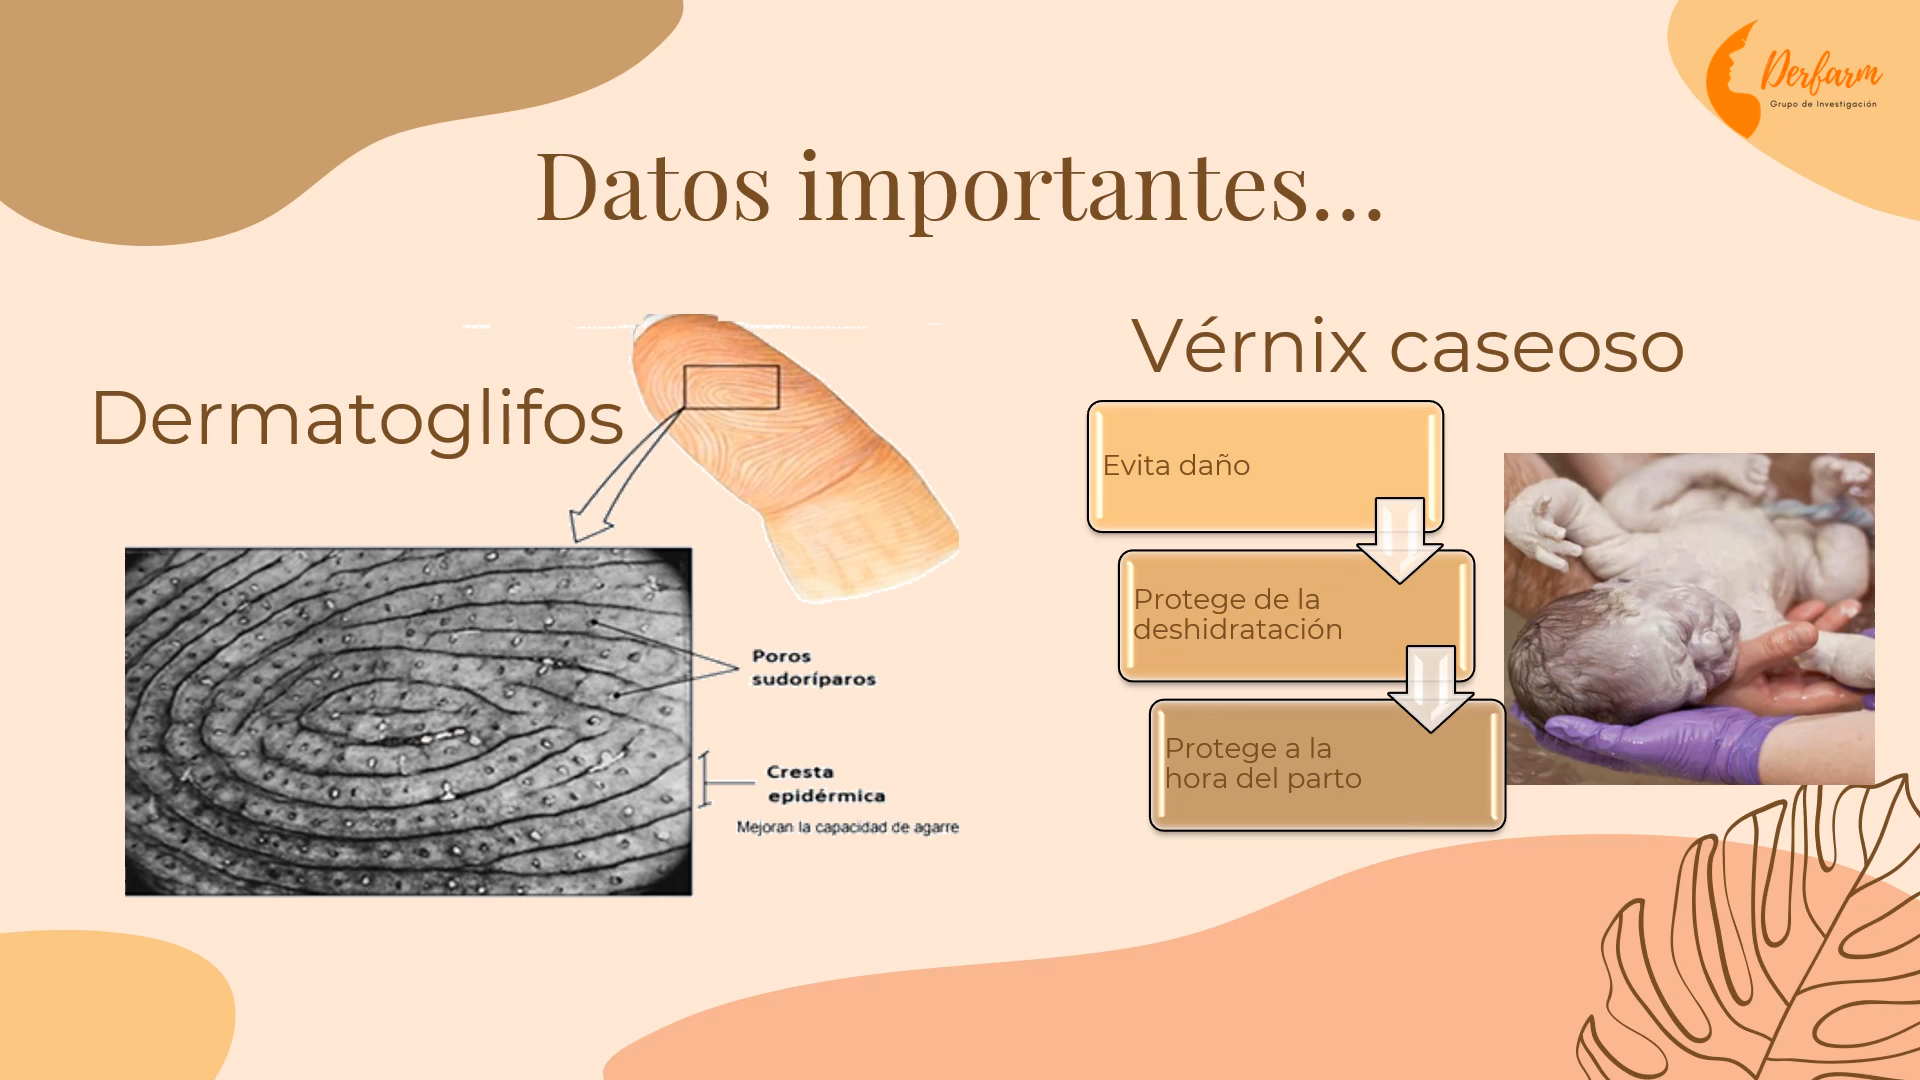 Derfarm
Grupo de Investigación
Datos importantes...
Dermatoglifos
Poros
sudoríparos
Cresta
epidérmica
Mejoran la capacidad de agarre
Vérnix caseoso
Evita daño
Protege de la
deshidratación
Protege a la
hora del parto